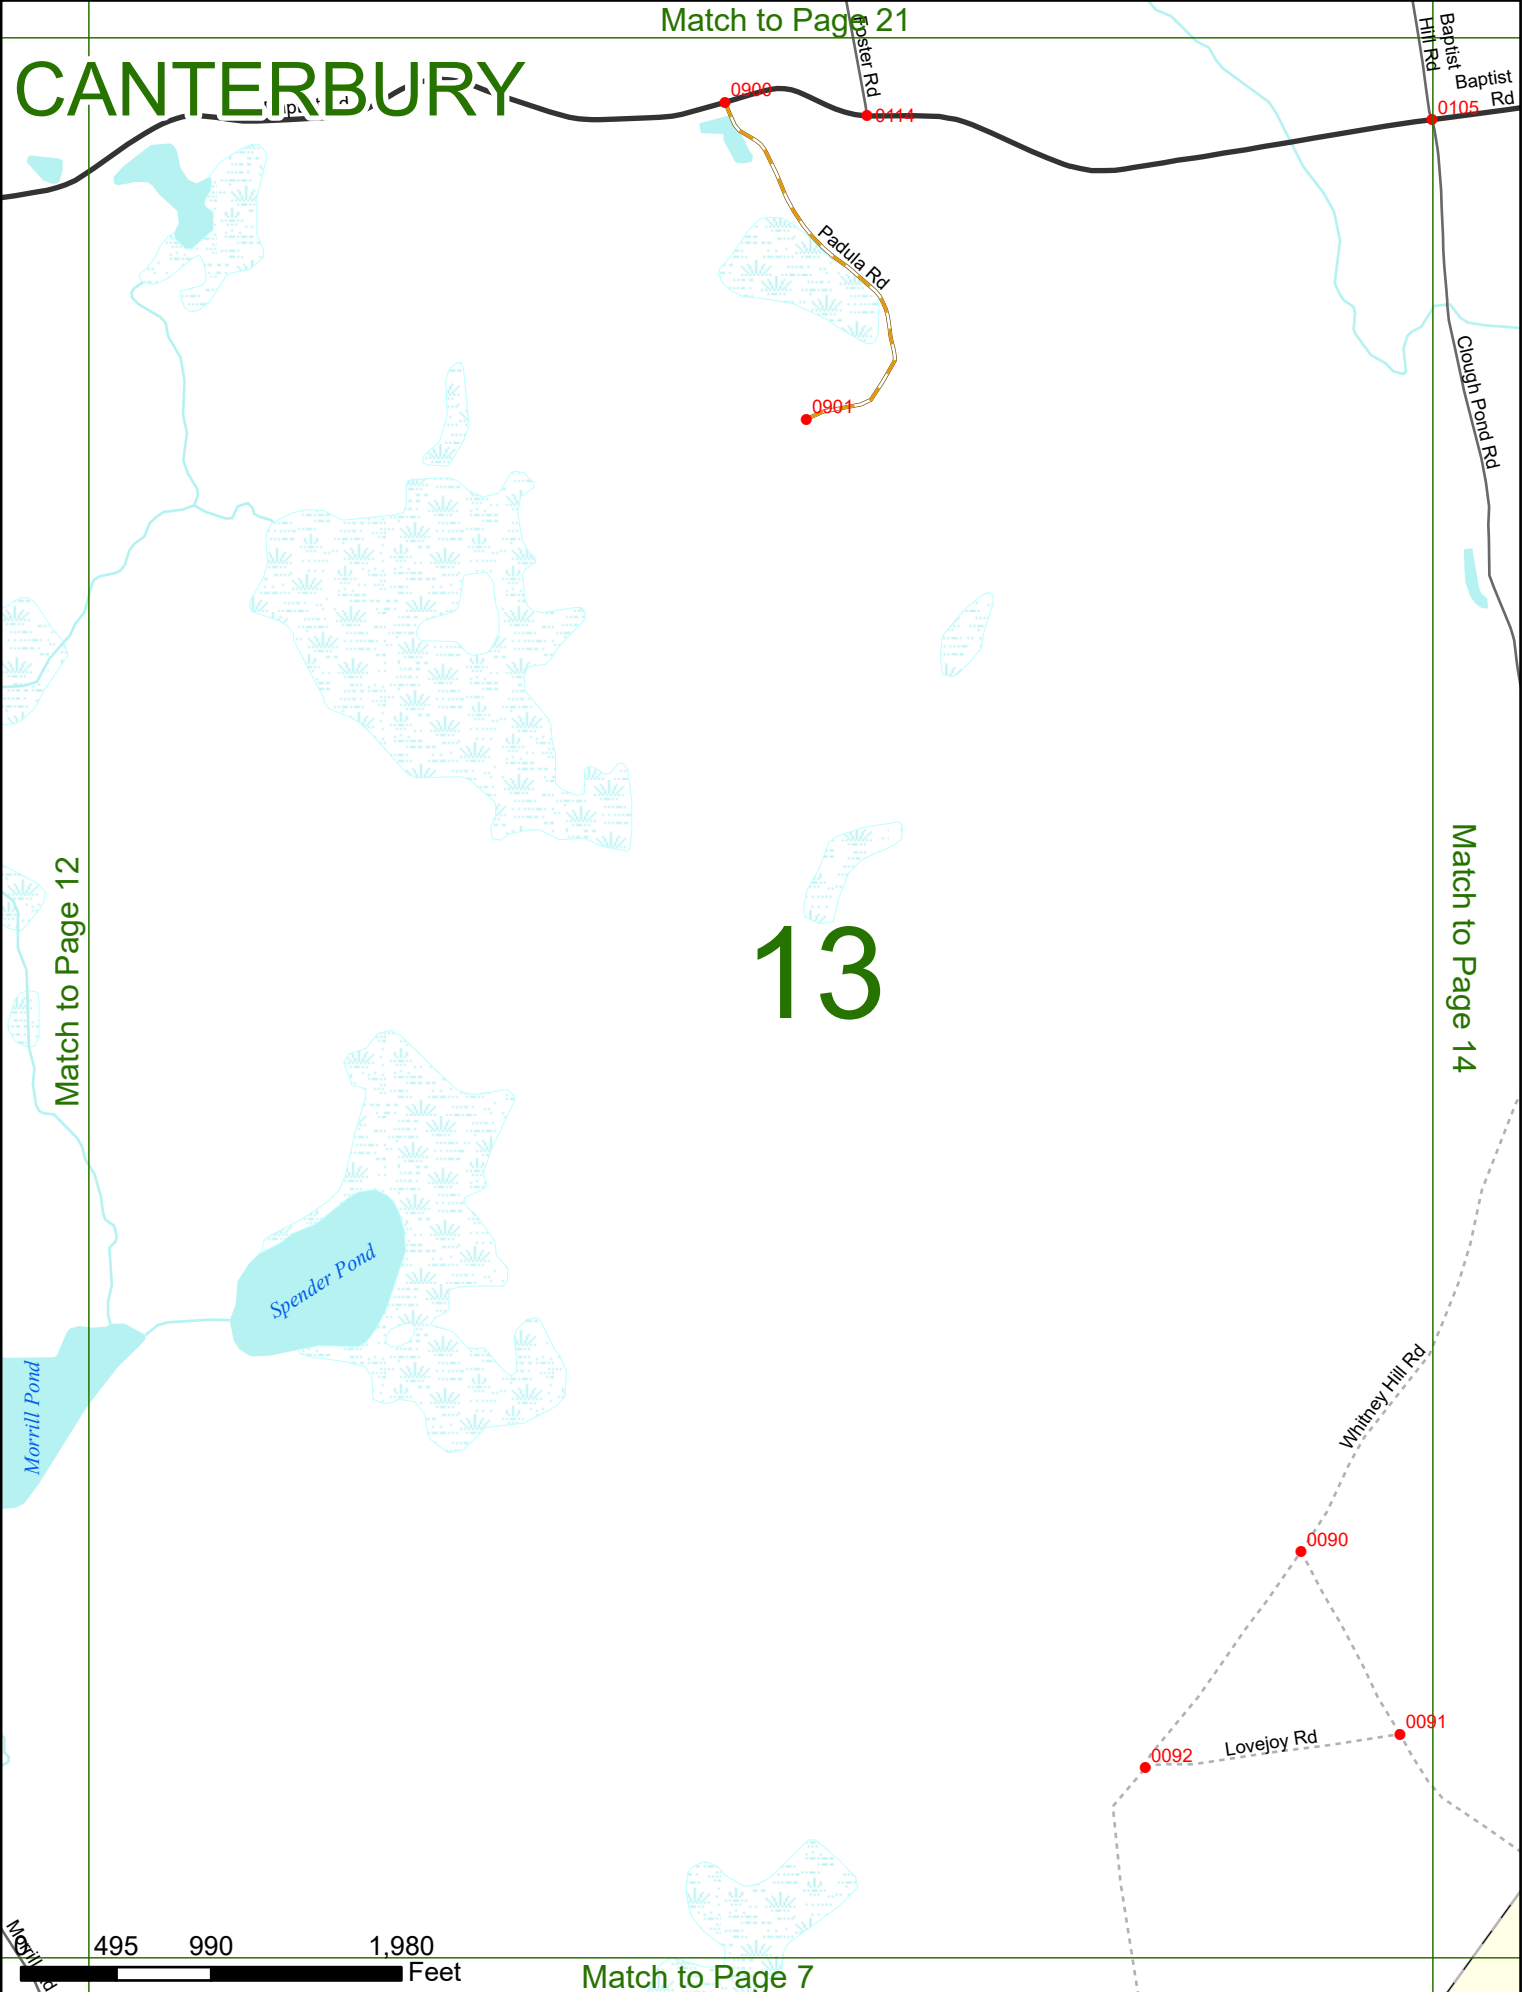 Match to Page 21
CANTERBURY
Foster Rd
Baptist
Hill Rd
Baptist
Rd
0900
0114
0105
Padula Rd
0901
Clough Pond Rd
Match to Page 12
13
Match to Page 14
Spender Pond
Morrill Pond
Whitney Hill Rd
0090
0091
Lovejoy Rd
0092
495 990 1,980
Feet
Match to Page 7